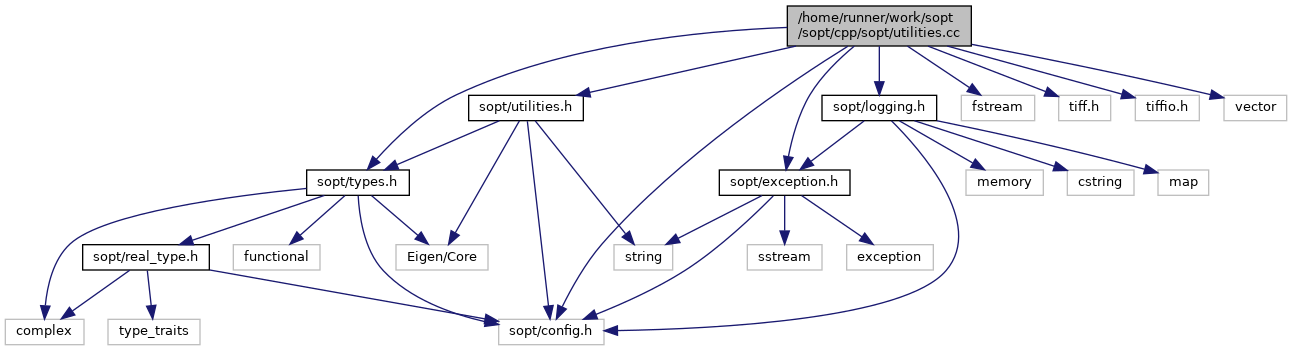 /home/runner/work/sopt
/sopt/cpp/sopt/utilities.cc
sopt/utilities.h
sopt/logging.h
fstream
tiff.h
tiffio.h
vector
sopt/types.h
sopt/exception.h
memory
cstring
map
sopt/real_type.h
functional
Eigen/Core
string
sstream
exception
complex
type_traits
sopt/config.h